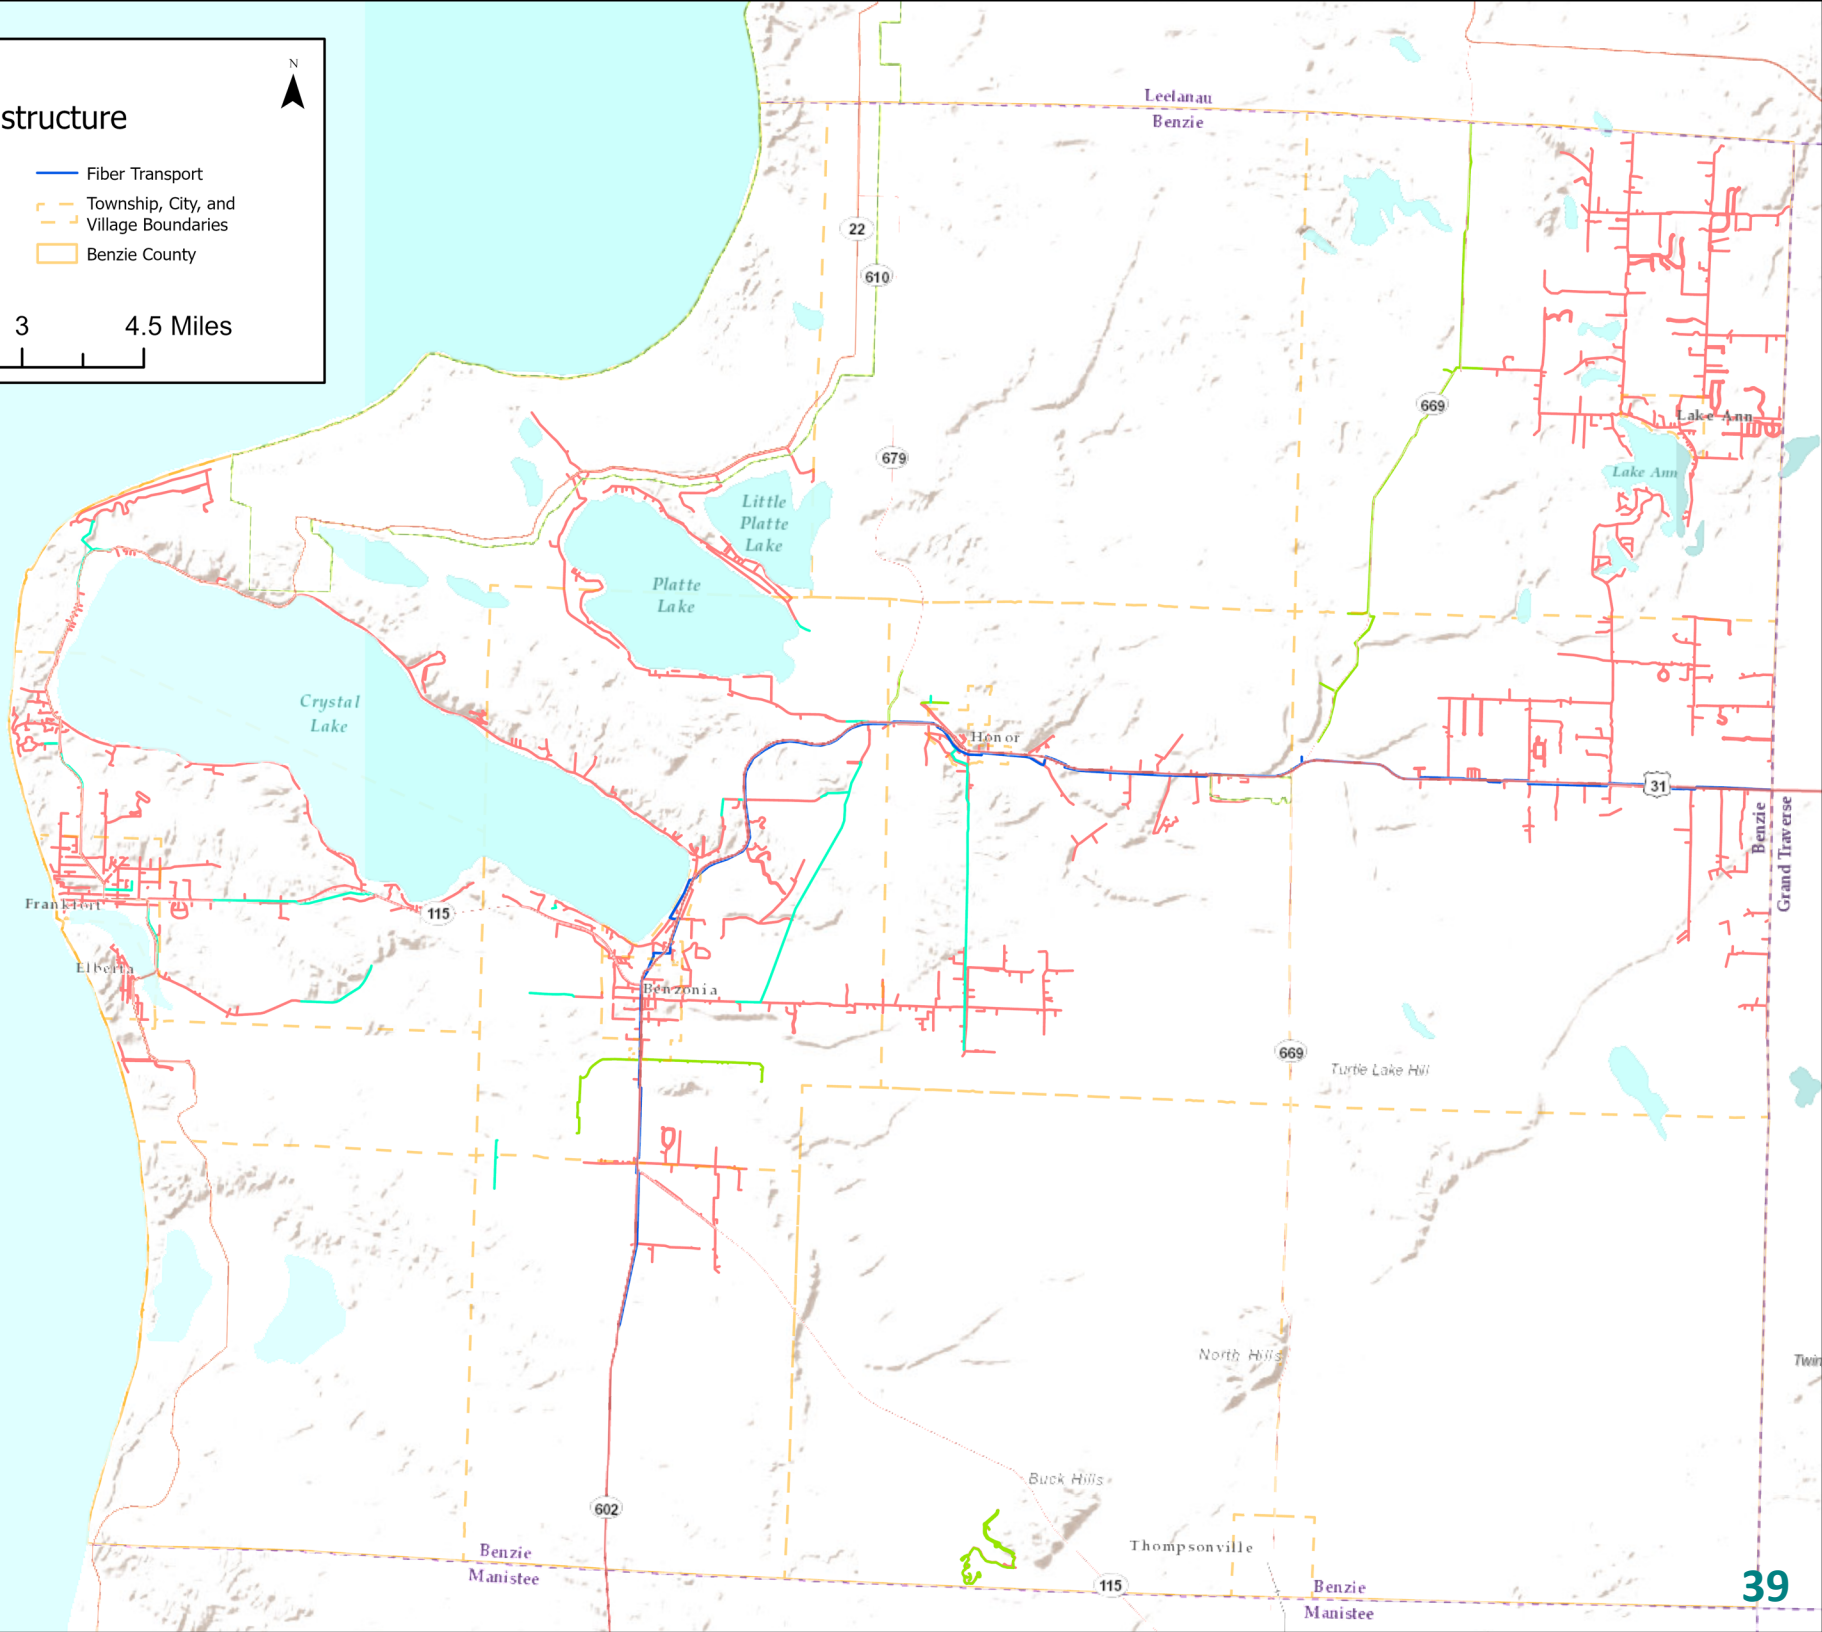 N
structure
Fiber Transport
Township, City, and
Village Boundaries
Benzie County
3
4.5 Miles
Leelanau
Benzie
22
610
669
679
Lake Ann
Lake Ann
Little
Platte
Lake
Platte
Lake
Crystal
Lake
Honor
31
Benzie
Grand Traverse
Frankfort
115
Elberta
Benzonia
669
Turtle Lake Hill
North Hills
Twin
Buck Hills
602
Thompsonville
Benzie
Manistee
115
Benzie
Manistee
39